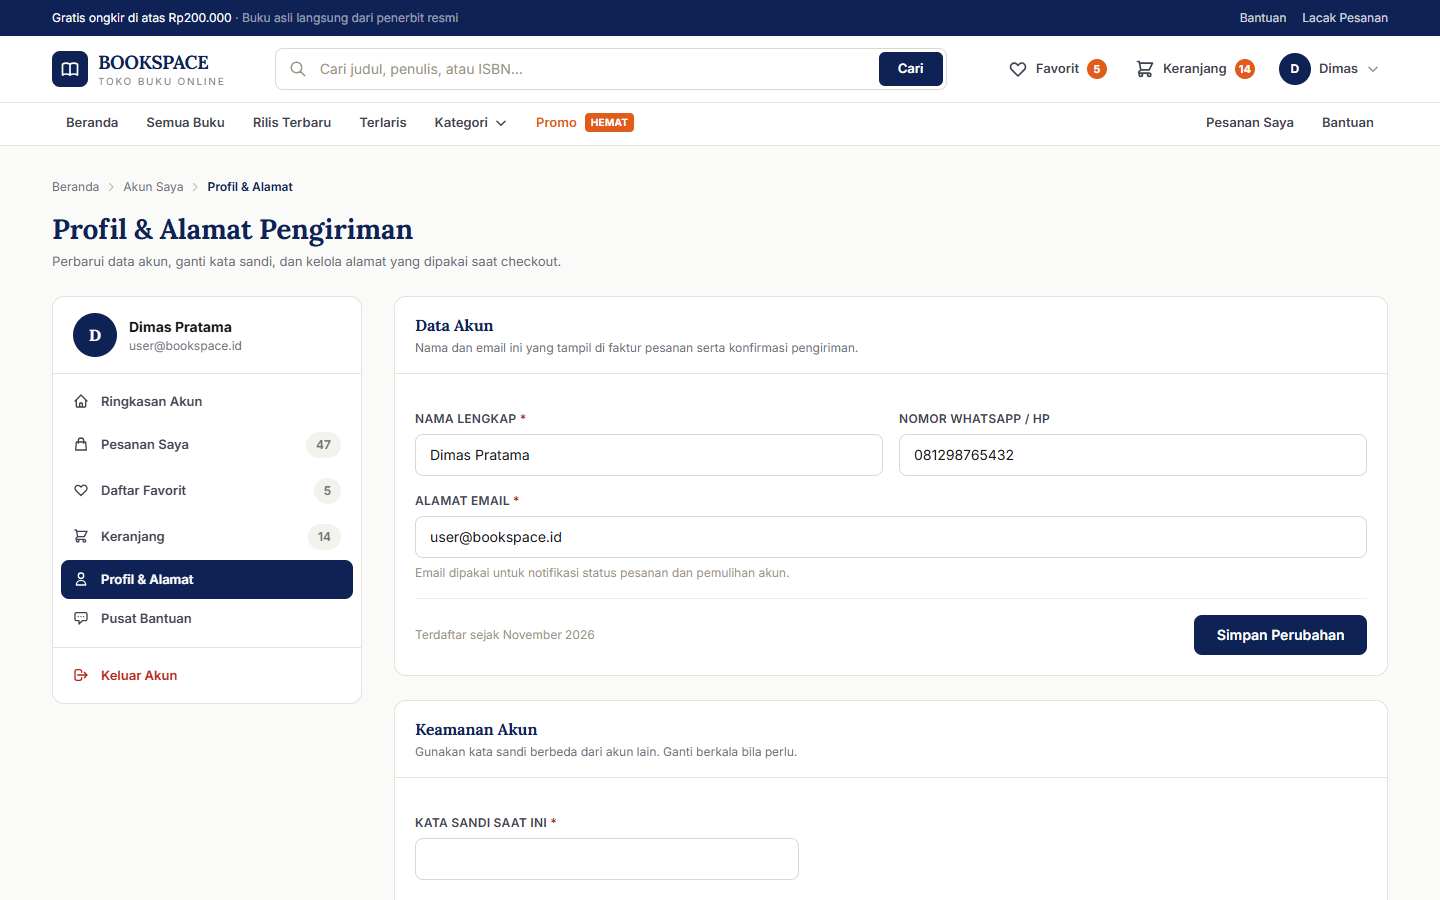 Gratis ongkir di atas Rp200.000 · Buku asli langsung dari penerbit resmi
Bantuan
Lacak Pesanan
BOOKSPACE
TOKO BUKU ONLINE
Cari judul, penulis, atau ISBN...
Cari
Favorit 5
Keranjang 14
D Dimas
Beranda
Semua Buku
Rilis Terbaru
Terlaris
Kategori
Promo HEMAT
Pesanan Saya
Bantuan
Beranda > Akun Saya > Profil & Alamat
Profil & Alamat Pengiriman
Perbarui data akun, ganti kata sandi, dan kelola alamat yang dipakai saat checkout.
D
Dimas Pratama
user@bookspace.id
Ringkasan Akun
Pesanan Saya 47
Daftar Favorit 5
Keranjang 14
Profil & Alamat
Pusat Bantuan
Keluar Akun
Data Akun
Nama dan email ini yang tampil di faktur pesanan serta konfirmasi pengiriman.
NAMA LENGKAP *
Dimas Pratama
NOMOR WHATSAPP / HP
081298765432
ALAMAT EMAIL *
user@bookspace.id
Email dipakai untuk notifikasi status pesanan dan pemulihan akun.
Terdaftar sejak November 2026
Simpan Perubahan
Keamanan Akun
Gunakan kata sandi berbeda dari akun lain. Ganti berkala bila perlu.
KATA SANDI SAAT INI *